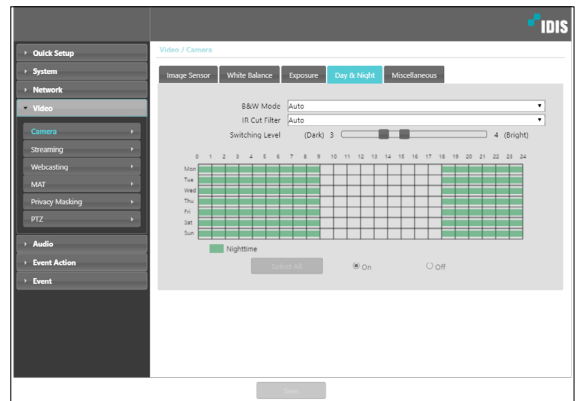 IDIS
Quick Setup
System
Network
Video
Camera
Streaming
Webcasting
MAT
Privacy Masking
PTZ
Audio
Event Action
Event
Video / Camera
Image Sensor White Balance Exposure Day & Night Miscellaneous
B&W Mode Auto
IR Cut Filter Auto
Switching Level (Dark) 3 4 (Bright)
0 1 2 3 4 5 6 7 8 9 10 11 12 13 14 15 16 17 18 19 20 21 22 23 24
Mon
Tue
Wed
Thu
Fri
Sat
Sun
Nighttime
Select All On Off
Save